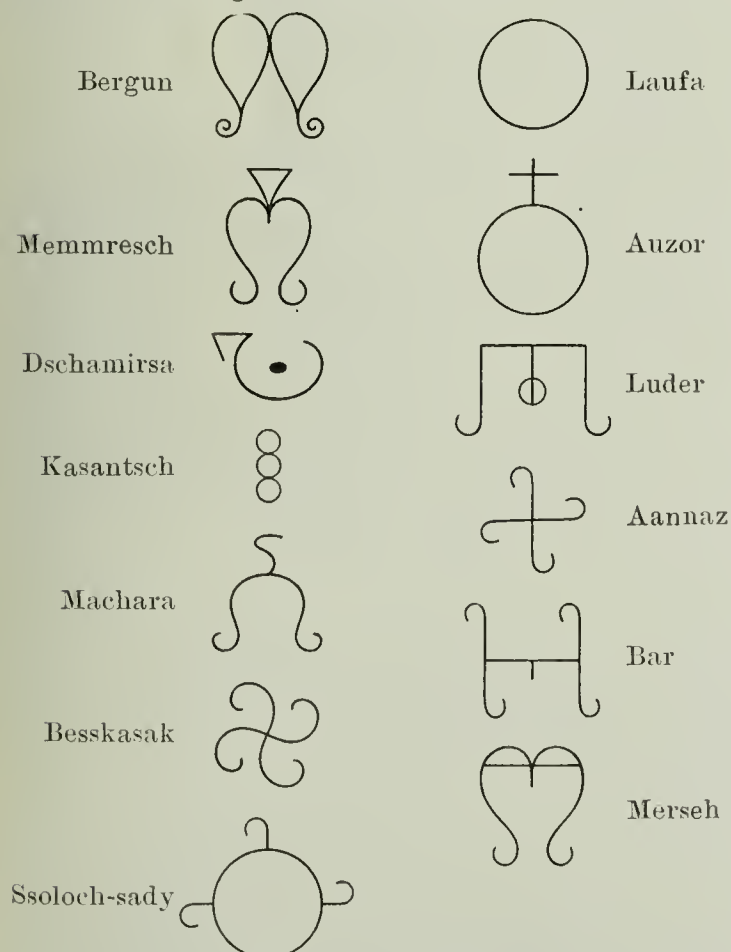 Bergun
Laufa
Memmresch
Auzor
Dschamirsa
Luder
Kasantsch
Aannaz
Machara
Bar
Besskasak
Merseh
Ssoloch-sady